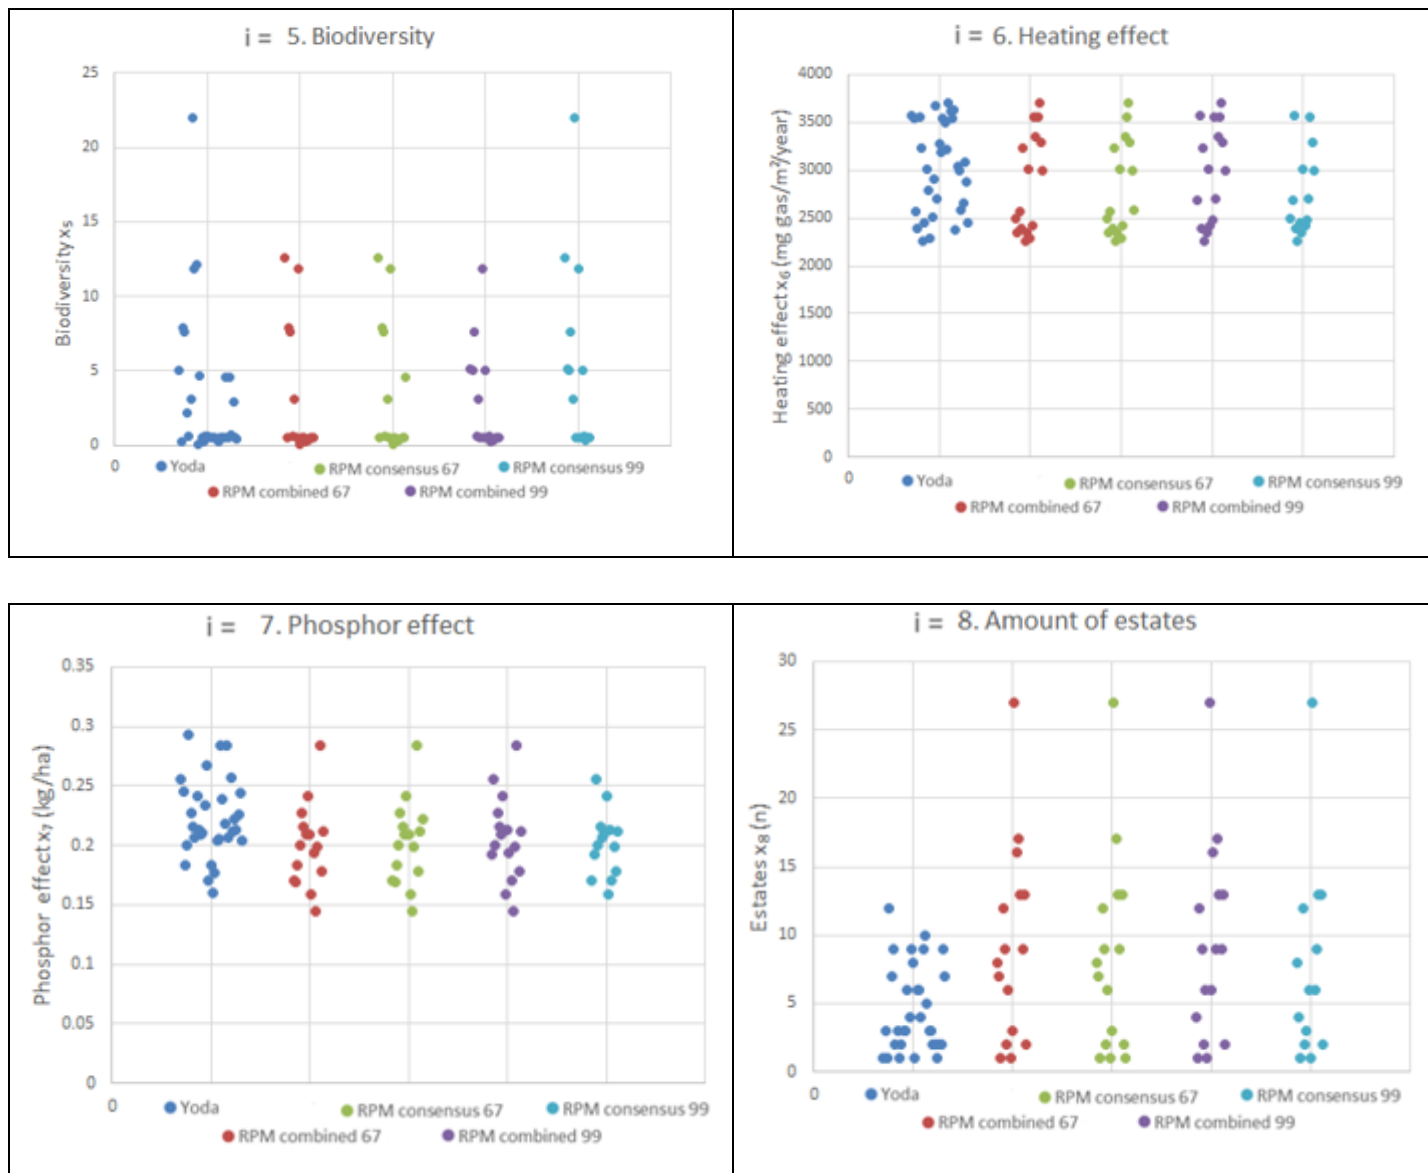 i = 5. Biodiversity
25
20
15
10
5
0
Biodiversity x₅
0
Yoda
RPM consensus 67
RPM consensus 99
RPM combined 67
RPM combined 99
i = 6. Heating effect
4000
3500
3000
2500
2000
1500
1000
500
0
Heating effect x₆ (mg gas/m²/year)
0
Yoda
RPM consensus 67
RPM consensus 99
RPM combined 67
RPM combined 99
i = 7. Phosphor effect
0.35
0.3
0.25
0.2
0.15
0.1
0.05
0
Phosphor effect x₇ (kg/ha)
0
Yoda
RPM consensus 67
RPM consensus 99
RPM combined 67
RPM combined 99
i = 8. Amount of estates
30
25
20
15
10
5
0
Estates x₈ (n)
0
Yoda
RPM consensus 67
RPM consensus 99
RPM combined 67
RPM combined 99